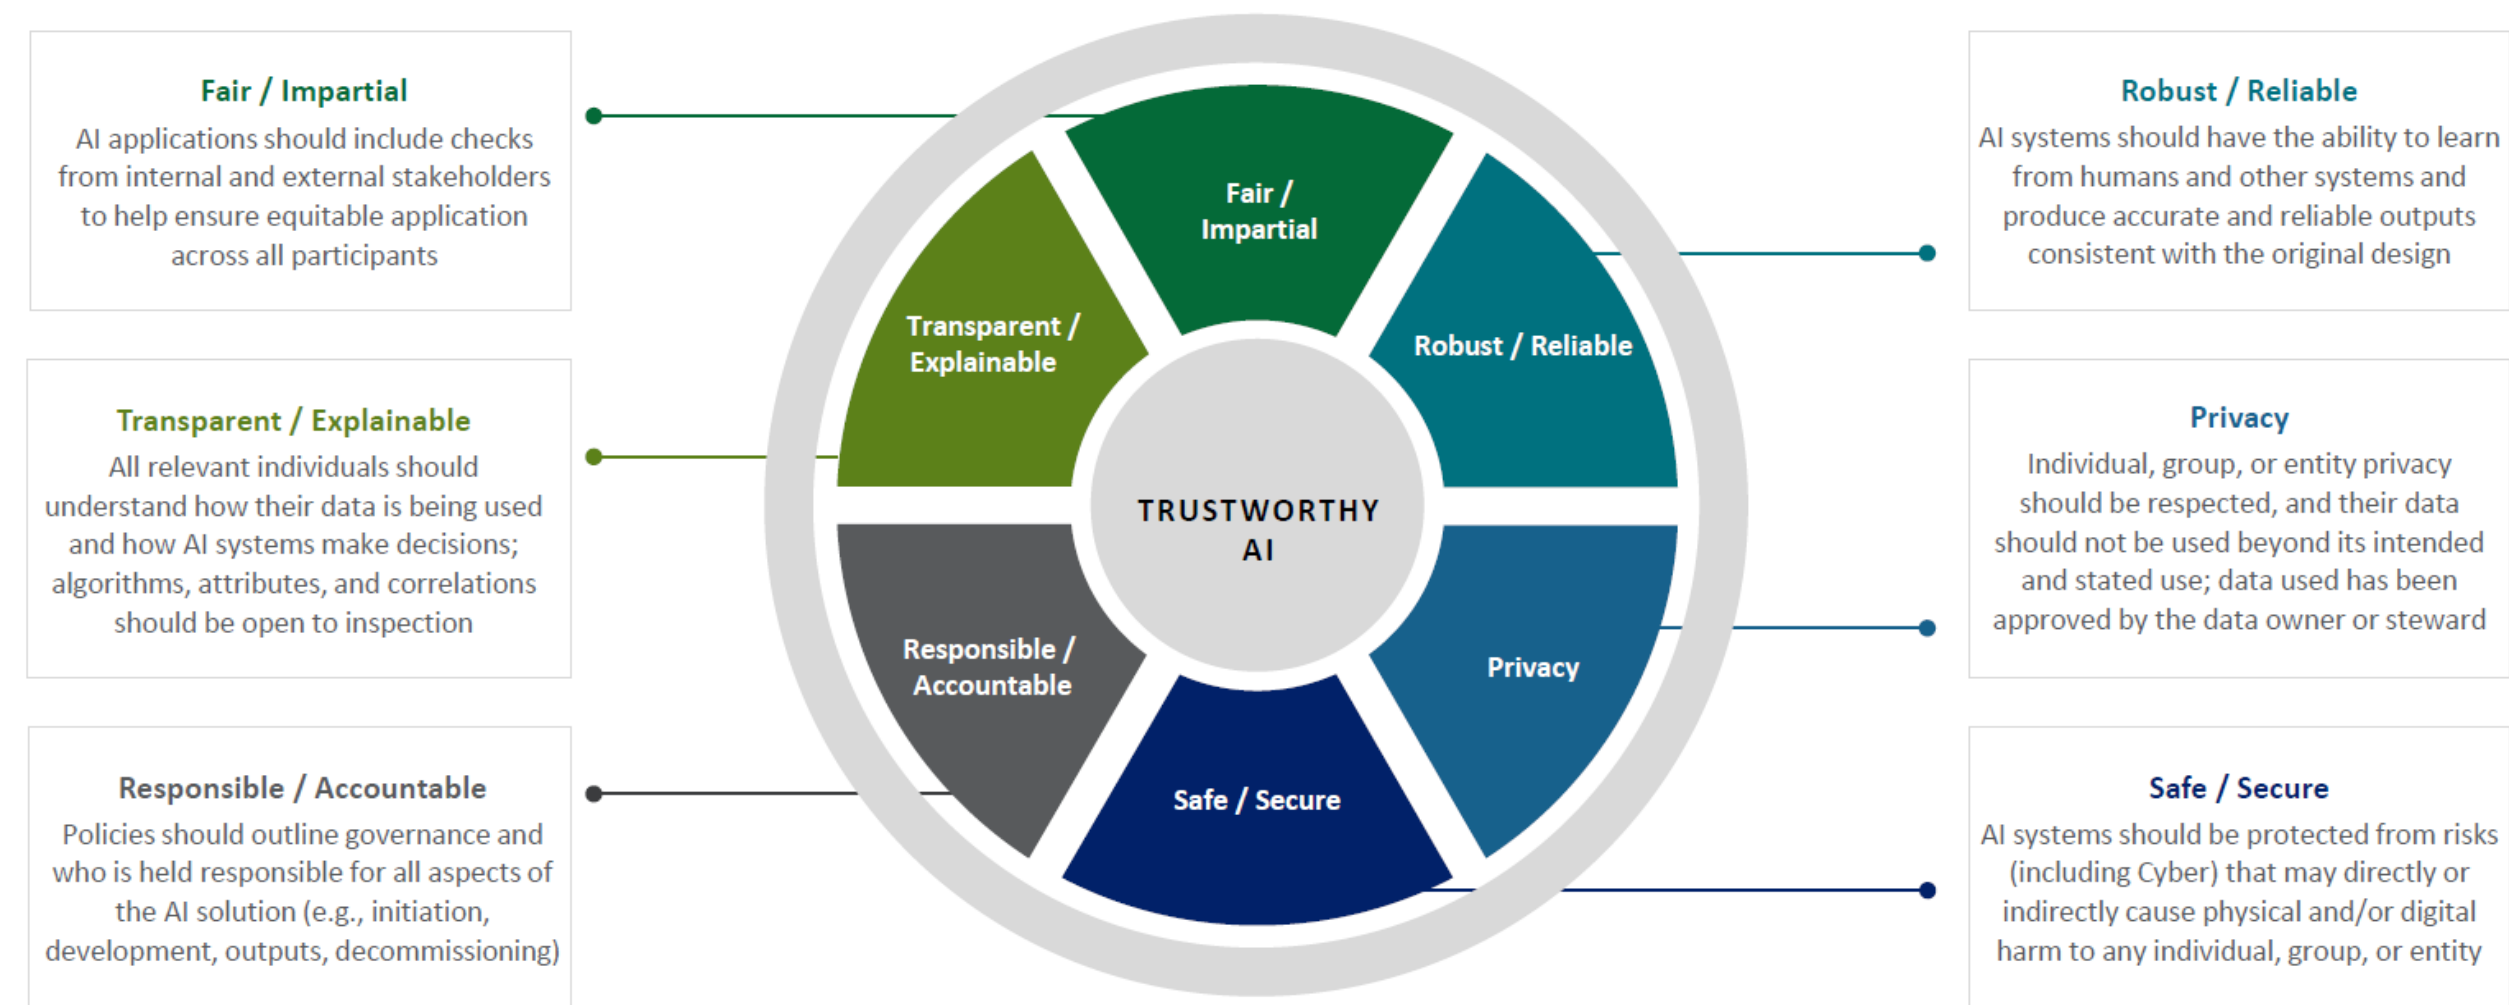 Fair / Impartial
AI applications should include checks
from internal and external stakeholders
to help ensure equitable application
across all participants
Transparent / Explainable
All relevant individuals should
understand how their data is being used
and how AI systems make decisions;
algorithms, attributes, and correlations
should be open to inspection
Responsible / Accountable
Policies should outline governance and
who is held responsible for all aspects of
the AI solution (e.g., initiation,
development, outputs, decommissioning)
Fair /
Impartial
Transparent /
Explainable
Robust / Reliable
TRUSTWORTHY
AI
Responsible /
Accountable
Privacy
Safe / Secure
Robust / Reliable
AI systems should have the ability to learn
from humans and other systems and
produce accurate and reliable outputs
consistent with the original design
Privacy
Individual, group, or entity privacy
should be respected, and their data
should not be used beyond its intended
and stated use; data used has been
approved by the data owner or steward
Safe / Secure
AI systems should be protected from risks
(including Cyber) that may directly or
indirectly cause physical and/or digital
harm to any individual, group, or entity